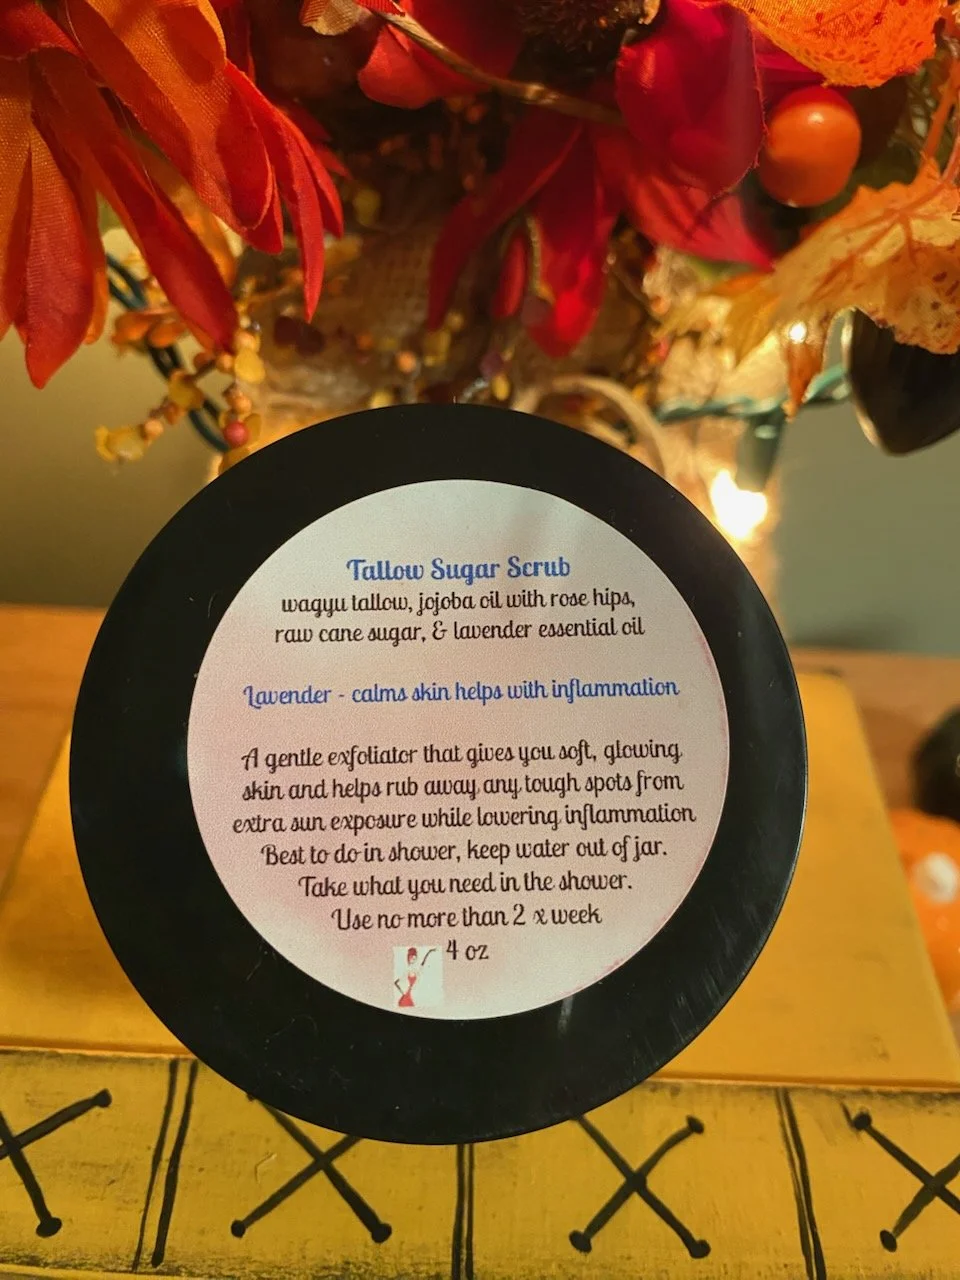 Tallow Sugar Scrub
wagyu tallow, jojoba oil with rose hips,
raw cane sugar, & lavender essential oil
Lavender - calms skin helps with inflammation
A gentle exfoliator that gives you soft, glowing
skin and helps rub away any tough spots from
extra sun exposure while lowering inflammation
Best to do in shower, keep water out of jar.
Take what you need in the shower.
Use no more than 2 x week
4 oz